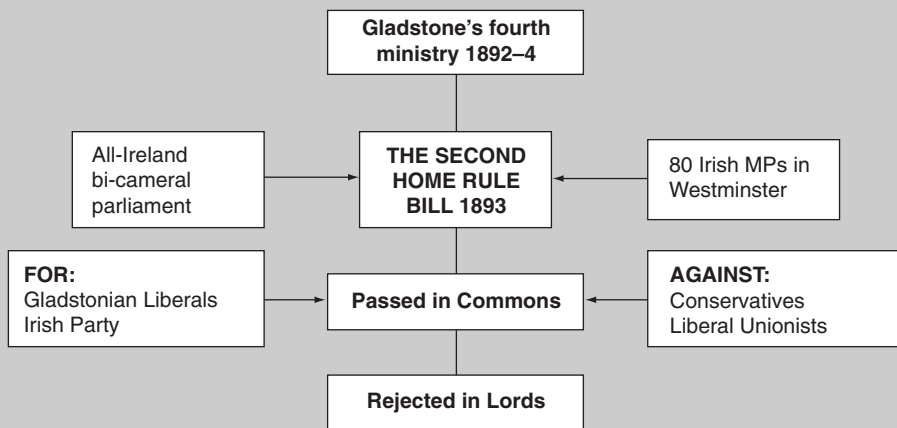 Gladstone's fourth
ministry 1892–4
All-Ireland
bi-cameral
parliament
THE SECOND
HOME RULE
BILL 1893
80 Irish MPs in
Westminster
FOR:
Gladstonian Liberals
Irish Party
Passed in Commons
AGAINST:
Conservatives
Liberal Unionists
Rejected in Lords